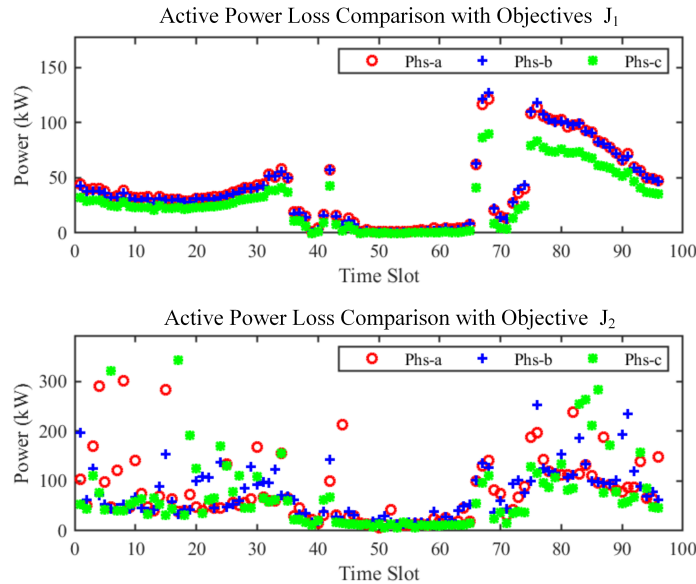 Active Power Loss Comparison with Objectives J₁
Phs-a Phs-b Phs-c
150
100
50
0
Power (kW)
0 10 20 30 40 50 60 70 80 90 100
Time Slot
Active Power Loss Comparison with Objective J₂
Phs-a Phs-b Phs-c
300
200
100
0
Power (kW)
0 10 20 30 40 50 60 70 80 90 100
Time Slot